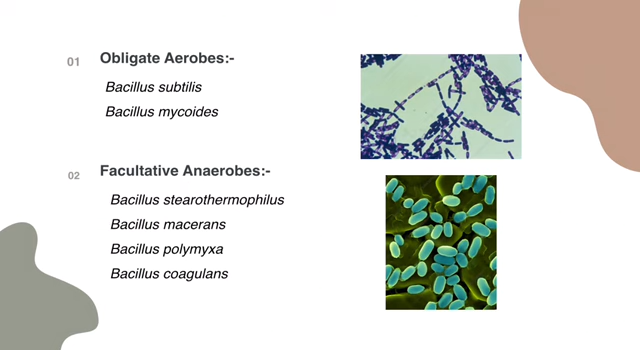 01
Obligate Aerobes:-
Bacillus subtilis
Bacillus mycoides
02
Facultative Anaerobes:-
Bacillus stearothermophilus
Bacillus macerans
Bacillus polymyxa
Bacillus coagulans